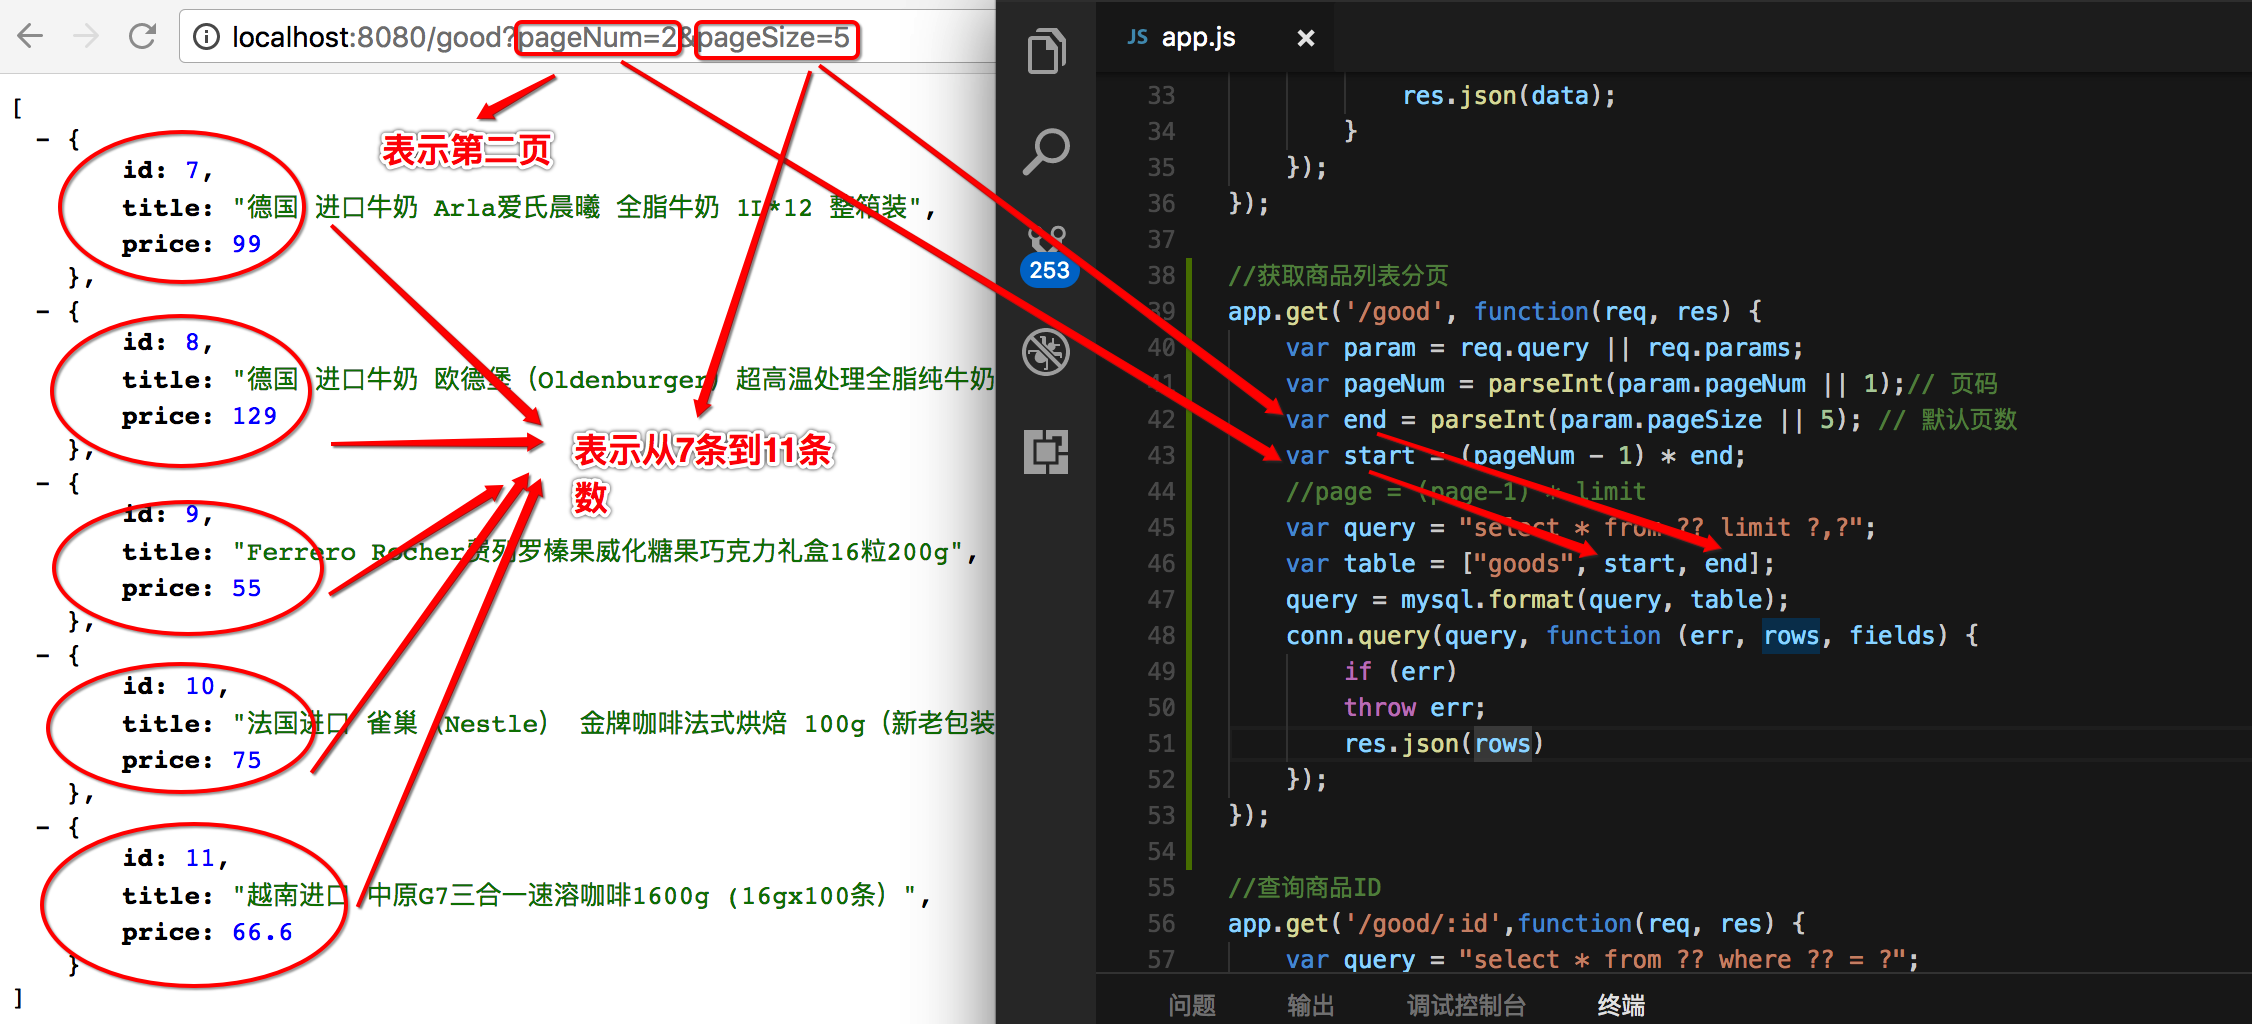 localhost:8080/good?pageNum=2&pageSize=5
[
- {
id: 7,
title: "德国 进口牛奶 Arla爱氏晨曦 全脂牛奶 1l*12 整箱装",
price: 99
},
- {
id: 8,
title: "德国 进口牛奶 欧德堡（Oldenburger）超高温处理全脂纯牛奶
price: 129
},
- {
id: 9,
title: "Ferrero Rocher费列罗榛果威化糖果巧克力礼盒16粒200g",
price: 55
},
- {
id: 10,
title: "法国进口 雀巢（Nestle） 金牌咖啡法式烘焙 100g（新老包装
price: 75
},
- {
id: 11,
title: "越南进口 中原G7三合一速溶咖啡1600g (16gx100条）",
price: 66.6
}
]
表示第二页
表示从7条到11条
数
253
JS app.js ×
33 res.json(data);
34 }
35 });
36 });
37
38 //获取商品列表分页
39 app.get('/good', function(req, res) {
40 var param = req.query || req.params;
41 var pageNum = parseInt(param.pageNum || 1);// 页码
42 var end = parseInt(param.pageSize || 5); // 默认页数
43 var start = (pageNum - 1) * end;
44 //page = (page-1) * limit
45 var query = "select * from ?? limit ?,?";
46 var table = ["goods", start, end];
47 query = mysql.format(query, table);
48 conn.query(query, function (err, rows, fields) {
49 if (err)
50 throw err;
51 res.json(rows)
52 });
53 });
54
55 //查询商品ID
56 app.get('/good/:id',function(req, res) {
57 var query = "select * from ?? where ?? = ?";
问题 输出 调试控制台 终端